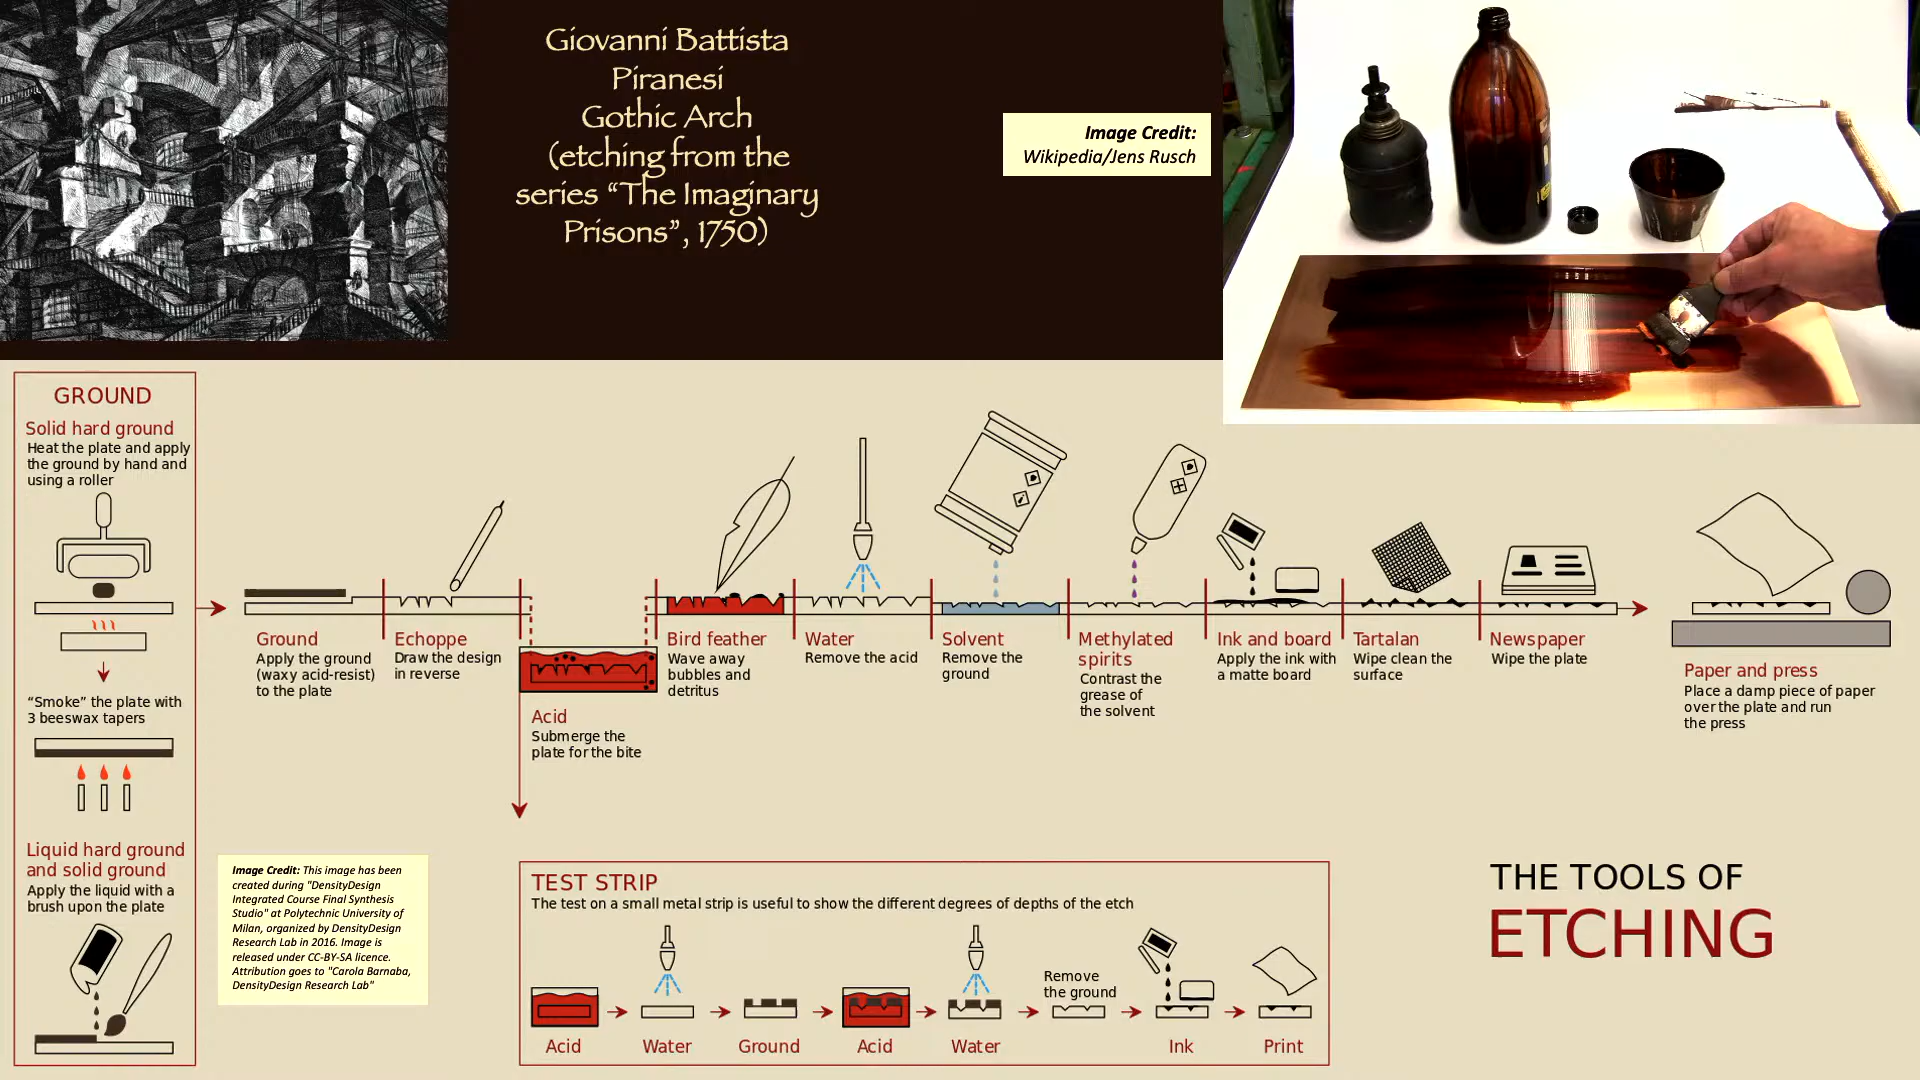 Giovanni Battista
Piranesi
Gothic Arch
(etching from the
series “The Imaginary
Prisons”, 1750)
Image Credit:
Wikipedia/Jens Rusch
GROUND
Solid hard ground
Heat the plate and apply
the ground by hand and
using a roller
“Smoke” the plate with
3 beeswax tapers
Liquid hard ground
and solid ground
Apply the liquid with a
brush upon the plate
Ground
Apply the ground
(waxy acid-resist)
to the plate
Echoppe
Draw the design
in reverse
Acid
Submerge the
plate for the bite
Bird feather
Wave away
bubbles and
detritus
Water
Remove the acid
Solvent
Remove the
ground
Methylated
spirits
Contrast the
grease of
the solvent
Ink and board
Apply the ink with
a matte board
Tartalan
Wipe clean the
surface
Newspaper
Wipe the plate
Paper and press
Place a damp piece of paper
over the plate and run
the press
Image Credit: This image has been
created during "DensityDesign
Integrated Course Final Synthesis
Studio" at Polytechnic University of
Milan, organized by DensityDesign
Research Lab in 2016. Image is
released under CC-BY-SA licence.
Attribution goes to "Carola Barnaba,
DensityDesign Research Lab"
TEST STRIP
The test on a small metal strip is useful to show the different degrees of depths of the etch
Remove
the ground
Acid
Water
Ground
Acid
Water
Ink
Print
THE TOOLS OF
ETCHING